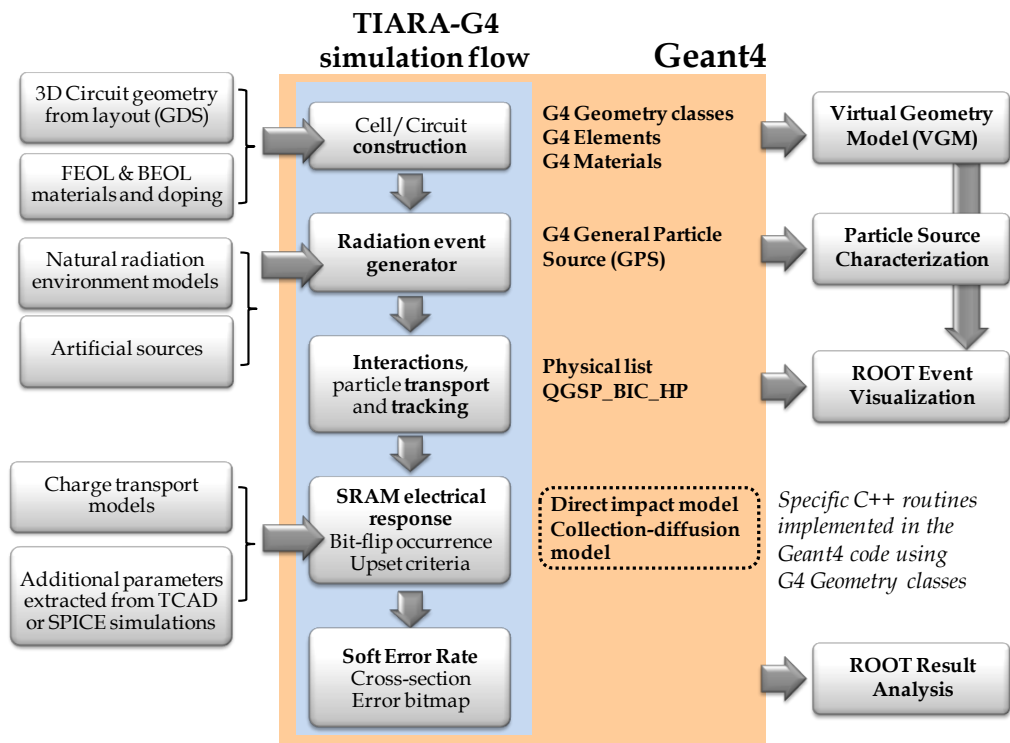 TIARA-G4
simulation flow
Geant4
3D Circuit geometry
from layout (GDS)
FEOL & BEOL
materials and doping
Natural radiation
environment models
Artificial sources
Charge transport
models
Additional parameters
extracted from TCAD
or SPICE simulations
Cell/Circuit
construction
Radiation event
generator
Interactions,
particle transport
and tracking
SRAM electrical
response
Bit-flip occurrence
Upset criteria
Soft Error Rate
Cross-section
Error bitmap
G4 Geometry classes
G4 Elements
G4 Materials
G4 General Particle
Source (GPS)
Physical list
QGSP_BIC_HP
Direct impact model
Collection-diffusion
model
Virtual Geometry
Model (VGM)
Particle Source
Characterization
ROOT Event
Visualization
Specific C++ routines
implemented in the
Geant4 code using
G4 Geometry classes
ROOT Result
Analysis